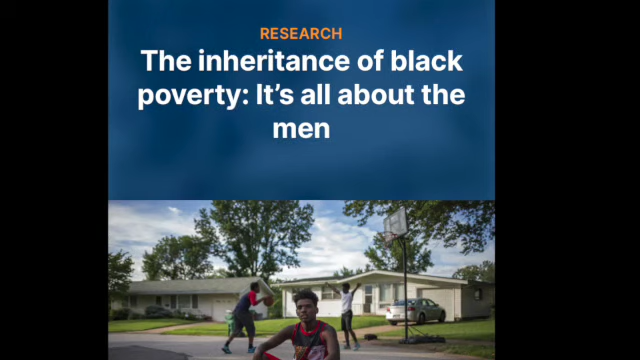 RESEARCH
The inheritance of black
poverty: It’s all about the
men